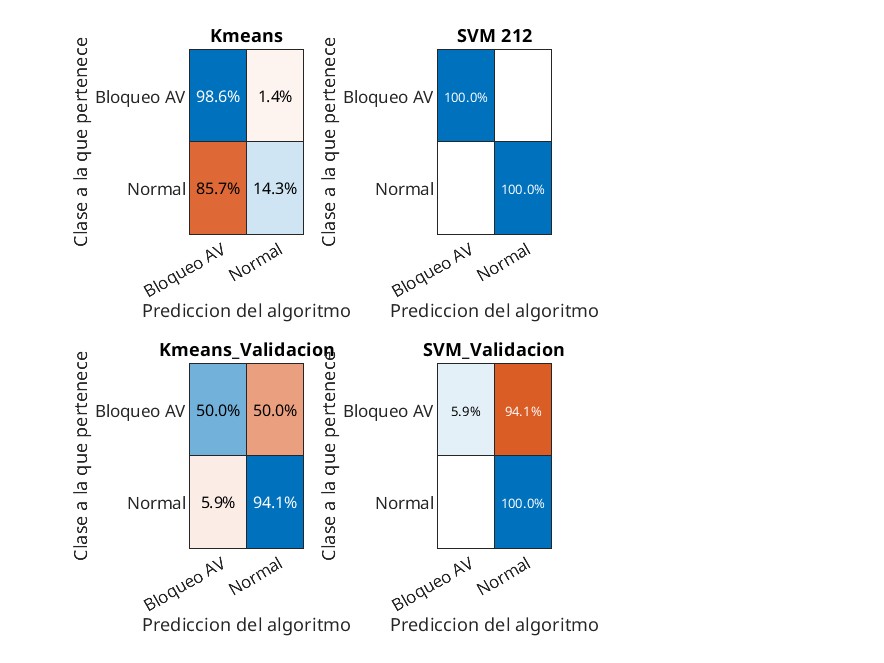 Kmeans
Clase a la que pertenece
Bloqueo AV
98.6%
1.4%
Normal
85.7%
14.3%
Bloqueo AV
Normal
Prediccion del algoritmo
SVM 212
Clase a la que pertenece
Bloqueo AV
100.0%
Normal
100.0%
Bloqueo AV
Normal
Prediccion del algoritmo
Kmeans_Validacion
Clase a la que pertenece
Bloqueo AV
50.0%
50.0%
Normal
5.9%
94.1%
Bloqueo AV
Normal
Prediccion del algoritmo
SVM_Validacion
Clase a la que pertenece
Bloqueo AV
5.9%
94.1%
Normal
100.0%
Bloqueo AV
Normal
Prediccion del algoritmo